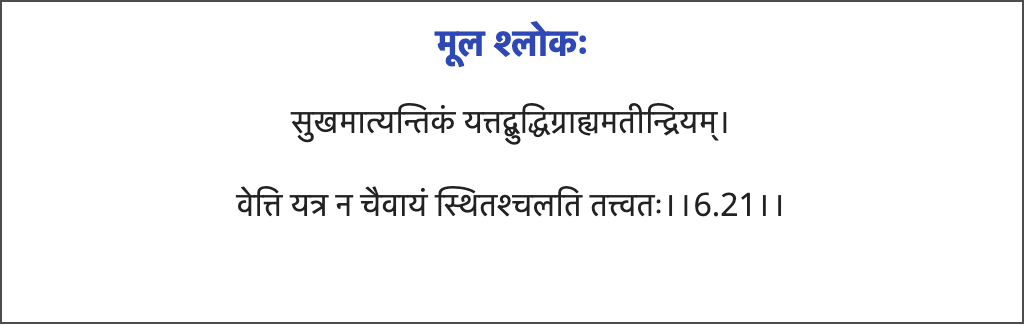 मूल श्लोकः
सुखमात्यन्तिकं यत्तद्बुद्धिग्राह्यमतीन्द्रियम्।
वेत्ति यत्र न चैवायं स्थितश्चलति तत्त्वतः।।6.21।।